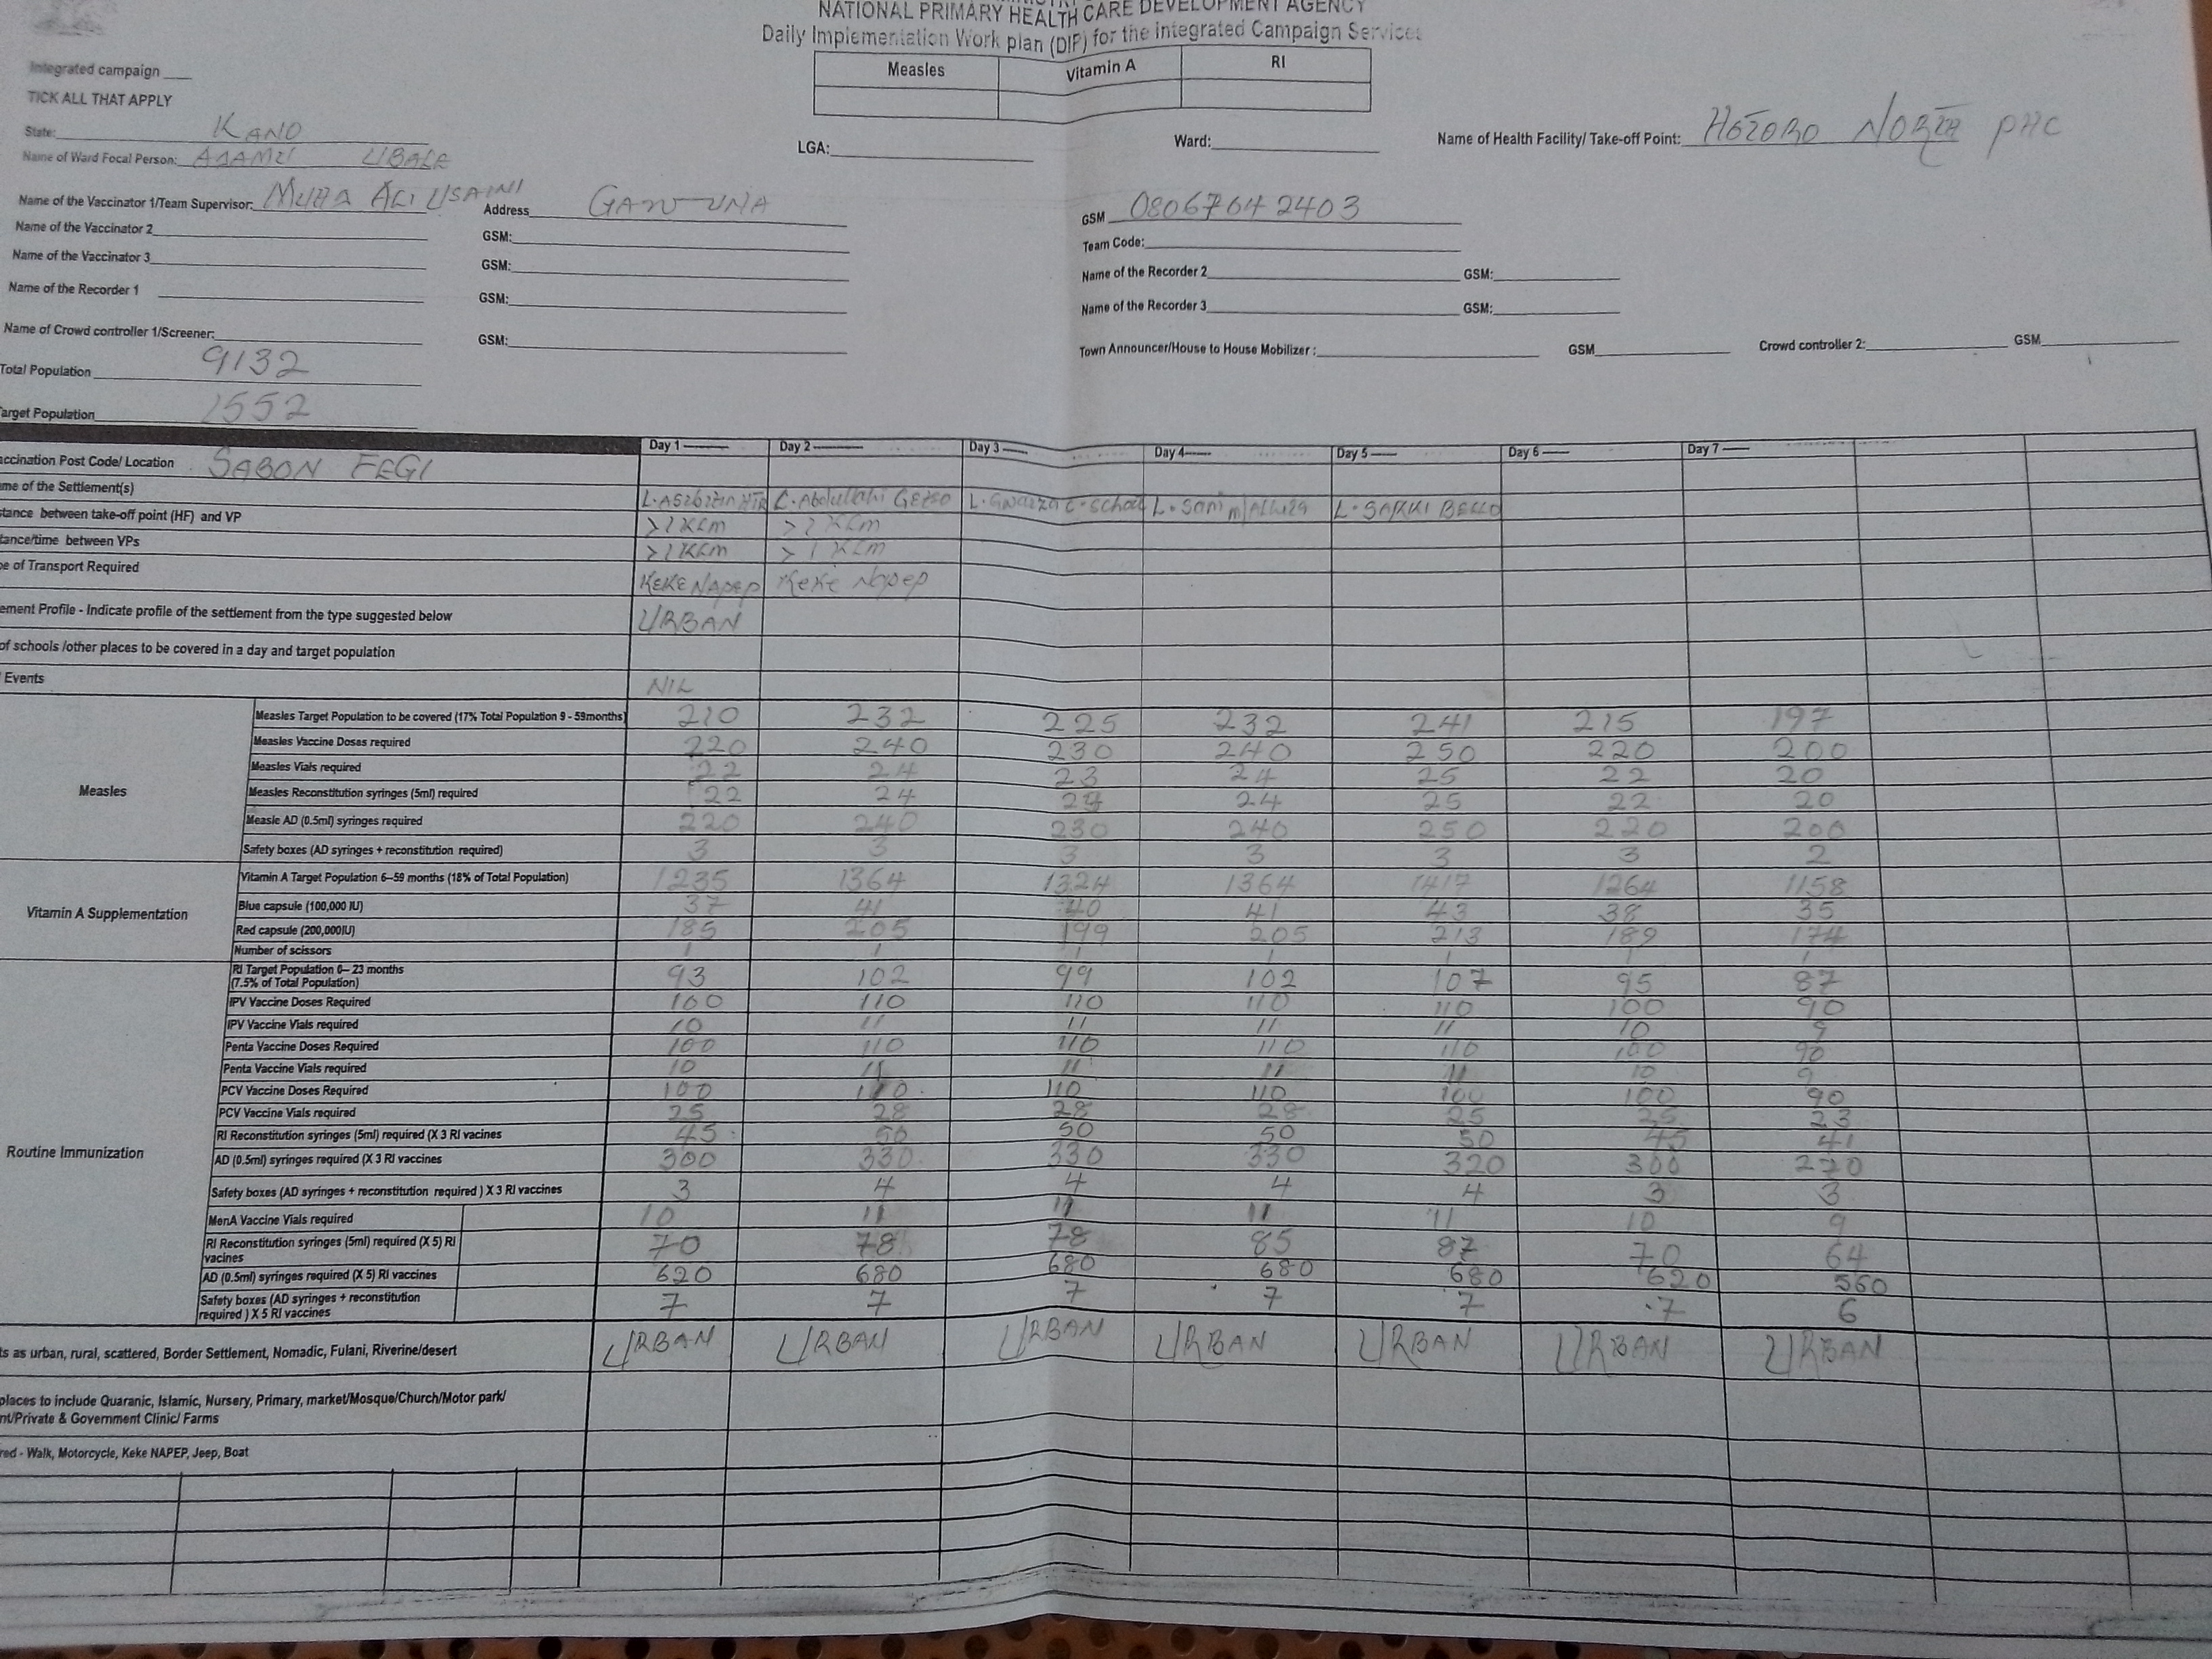 NATIONAL PRIMARY HEALTH CARE DEVELOPMENT AGENCY
Daily Implementation Work plan (DIP) for the Integrated Campaign Services
Measles Vitamin A RI
Integrated campaign
TICK ALL THAT APPLY
State: KANO
LGA: Ward: Name of Health Facility/ Take-off Point: HOTORO NORTH PHC
Name of Ward Focal Person:
Name of the Vaccinator 1/Team Supervisor: Address GSM 08067642403
Name of the Vaccinator 2 GSM: Team Code:
Name of the Vaccinator 3 GSM: Name of the Recorder 2 GSM:
Name of the Recorder 1 GSM: Name of the Recorder 3 GSM:
Name of Crowd controller 1/Screener: GSM: Town Announcer/House to House Mobilizer : GSM Crowd controller 2: GSM
Total Population 9132
Target Population 1552
Day 1 Day 2 Day 3 Day 4 Day 5 Day 6 Day 7
ccination Post Code/ Location SABON FEGI
me of the Settlement(s) L. Abdullahi L. SANI L. SARKI BELLO
stance between take-off point (HF) and VP >1KLm >1KLm
tance/time between VPs >1KLm >1KLm
e of Transport Required KEKE NAPEP Keke Napep
ement Profile - Indicate profile of the settlement from the type suggested below URBAN
of schools /other places to be covered in a day and target population
Events NIL
Measles
Measles Target Population to be covered (17% Total Population 9 - 59months) 210 232 225 232 241 215 197
Measles Vaccine Doses required 220 240 230 240 250 220 200
Measles Vials required 22 24 23 24 25 22 20
Measles Reconstitution syringes (5ml) required 22 24 24 25 22 20
Measle AD (0.5ml) syringes required 220 240 230 240 250 220 200
Safety boxes (AD syringes + reconstitution required) 3 3 3 3 3 3 2
Vitamin A Supplementation
Vitamin A Target Population 6–59 months (18% of Total Population) 1235 1364 1324 1364 1417 1264 1158
Blue capsule (100,000 IU) 37 41 40 41 43 38 35
Red capsule (200,000IU) 185 205 199 205 213 189 174
Number of scissors 1 1 1 1 1 1 1
Routine Immunization
RI Target Population 0– 23 months (7.5% of Total Population) 93 102 99 102 107 95 87
IPV Vaccine Doses Required 100 110 110 110 110 100 90
IPV Vaccine Vials required 10 11 11 11 11 10 9
Penta Vaccine Doses Required 100 110 110 110 110 100 90
Penta Vaccine Vials required 10 11 11 11 11 10 9
PCV Vaccine Doses Required 100 110 110 110 100 100 90
PCV Vaccine Vials required 25 28 28 28 25 25 23
RI Reconstitution syringes (5ml) required (X 3 RI vacines 45 50 50 50 50 45 41
AD (0.5ml) syringes required (X 3 RI vaccines 300 330 330 330 320 300 270
Safety boxes (AD syringes + reconstitution required ) X 3 RI vaccines 3 4 4 4 4 3 3
MenA Vaccine Vials required 10 11 11 11 11 10 9
RI Reconstitution syringes (5ml) required (X 5) RI vacines 70 78 78 85 87 70 64
AD (0.5ml) syringes required (X 5) RI vaccines 620 680 680 680 680 620 560
Safety boxes (AD syringes + reconstitution required ) X 5 RI vaccines 7 7 7 7 7 7 6
ts as urban, rural, scattered, Border Settlement, Nomadic, Fulani, Riverine/desert URBAN URBAN URBAN URBAN URBAN URBAN URBAN
places to include Quaranic, Islamic, Nursery, Primary, market/Mosque/Church/Motor park/
nt/Private & Government Clinic/ Farms
red - Walk, Motorcycle, Keke NAPEP, Jeep, Boat